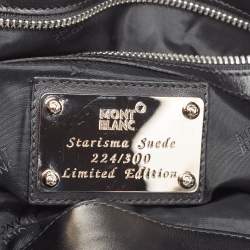 MONT
BLANC
Starisma Suede
224/300
Limited Edition